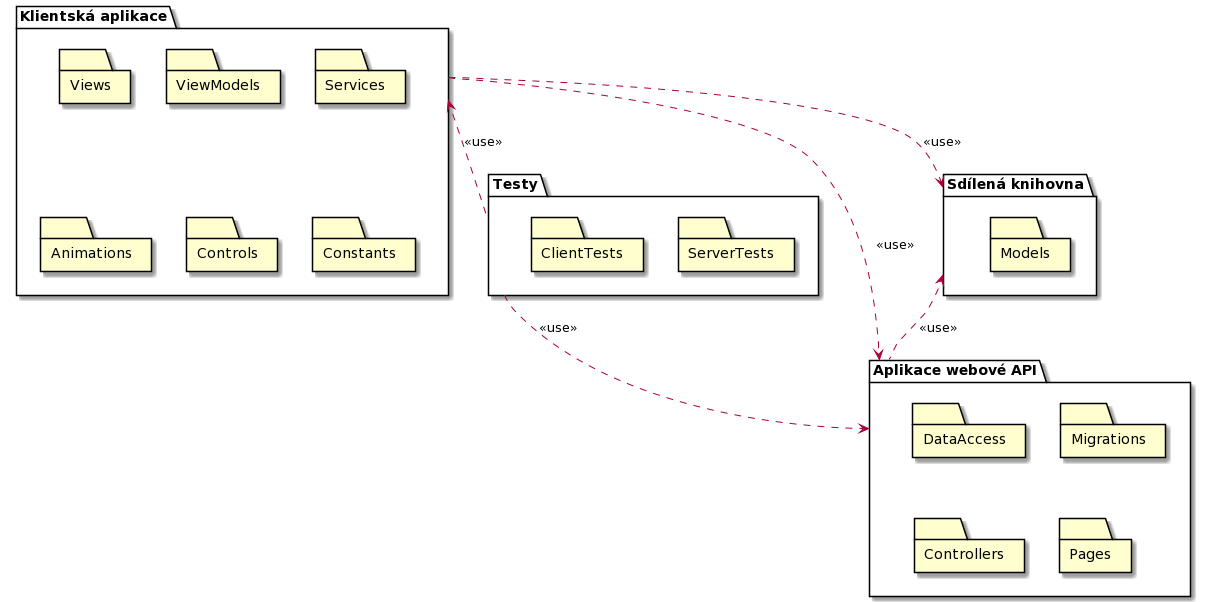 Klientská aplikace
Views
ViewModels
Services
Animations
Controls
Constants
«use»
«use»
Testy
ClientTests
ServerTests
Sdílená knihovna
Models
«use»
«use»
«use»
Aplikace webové API
DataAccess
Migrations
Controllers
Pages